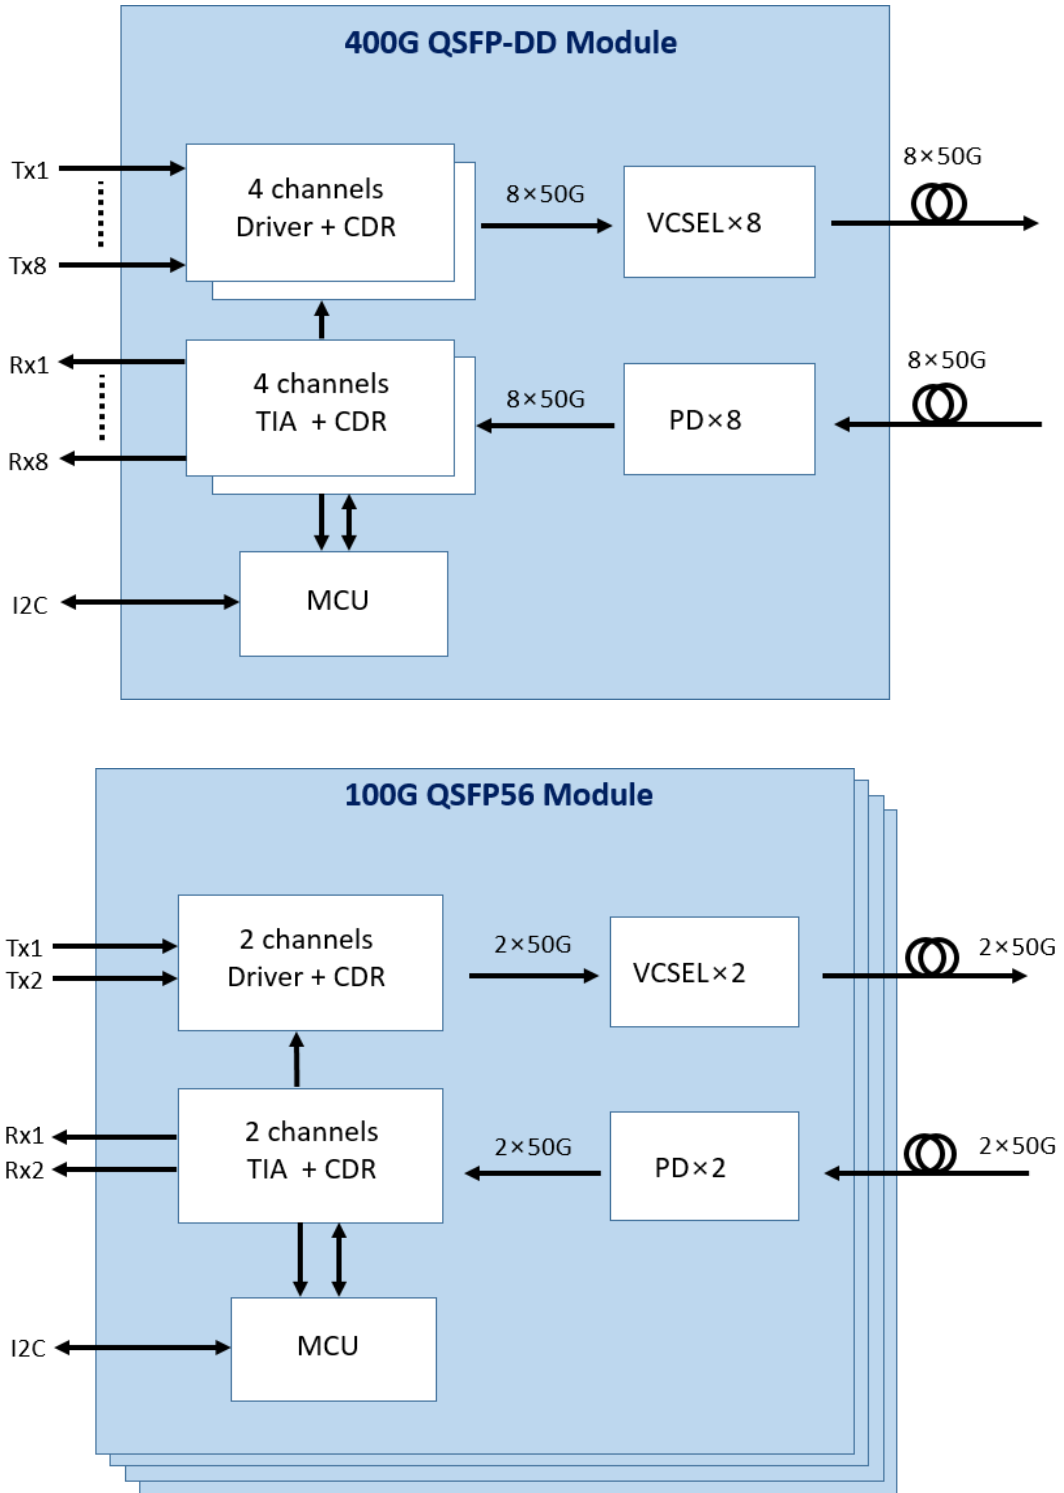 400G QSFP-DD Module
Tx1
4 channels
Driver + CDR
8×50G
VCSEL×8
8×50G
Tx8
Rx1
4 channels
TIA + CDR
8×50G
PD×8
8×50G
Rx8
I2C
MCU
100G QSFP56 Module
Tx1
Tx2
2 channels
Driver + CDR
2×50G
VCSEL×2
2×50G
Rx1
Rx2
2 channels
TIA + CDR
2×50G
PD×2
2×50G
I2C
MCU